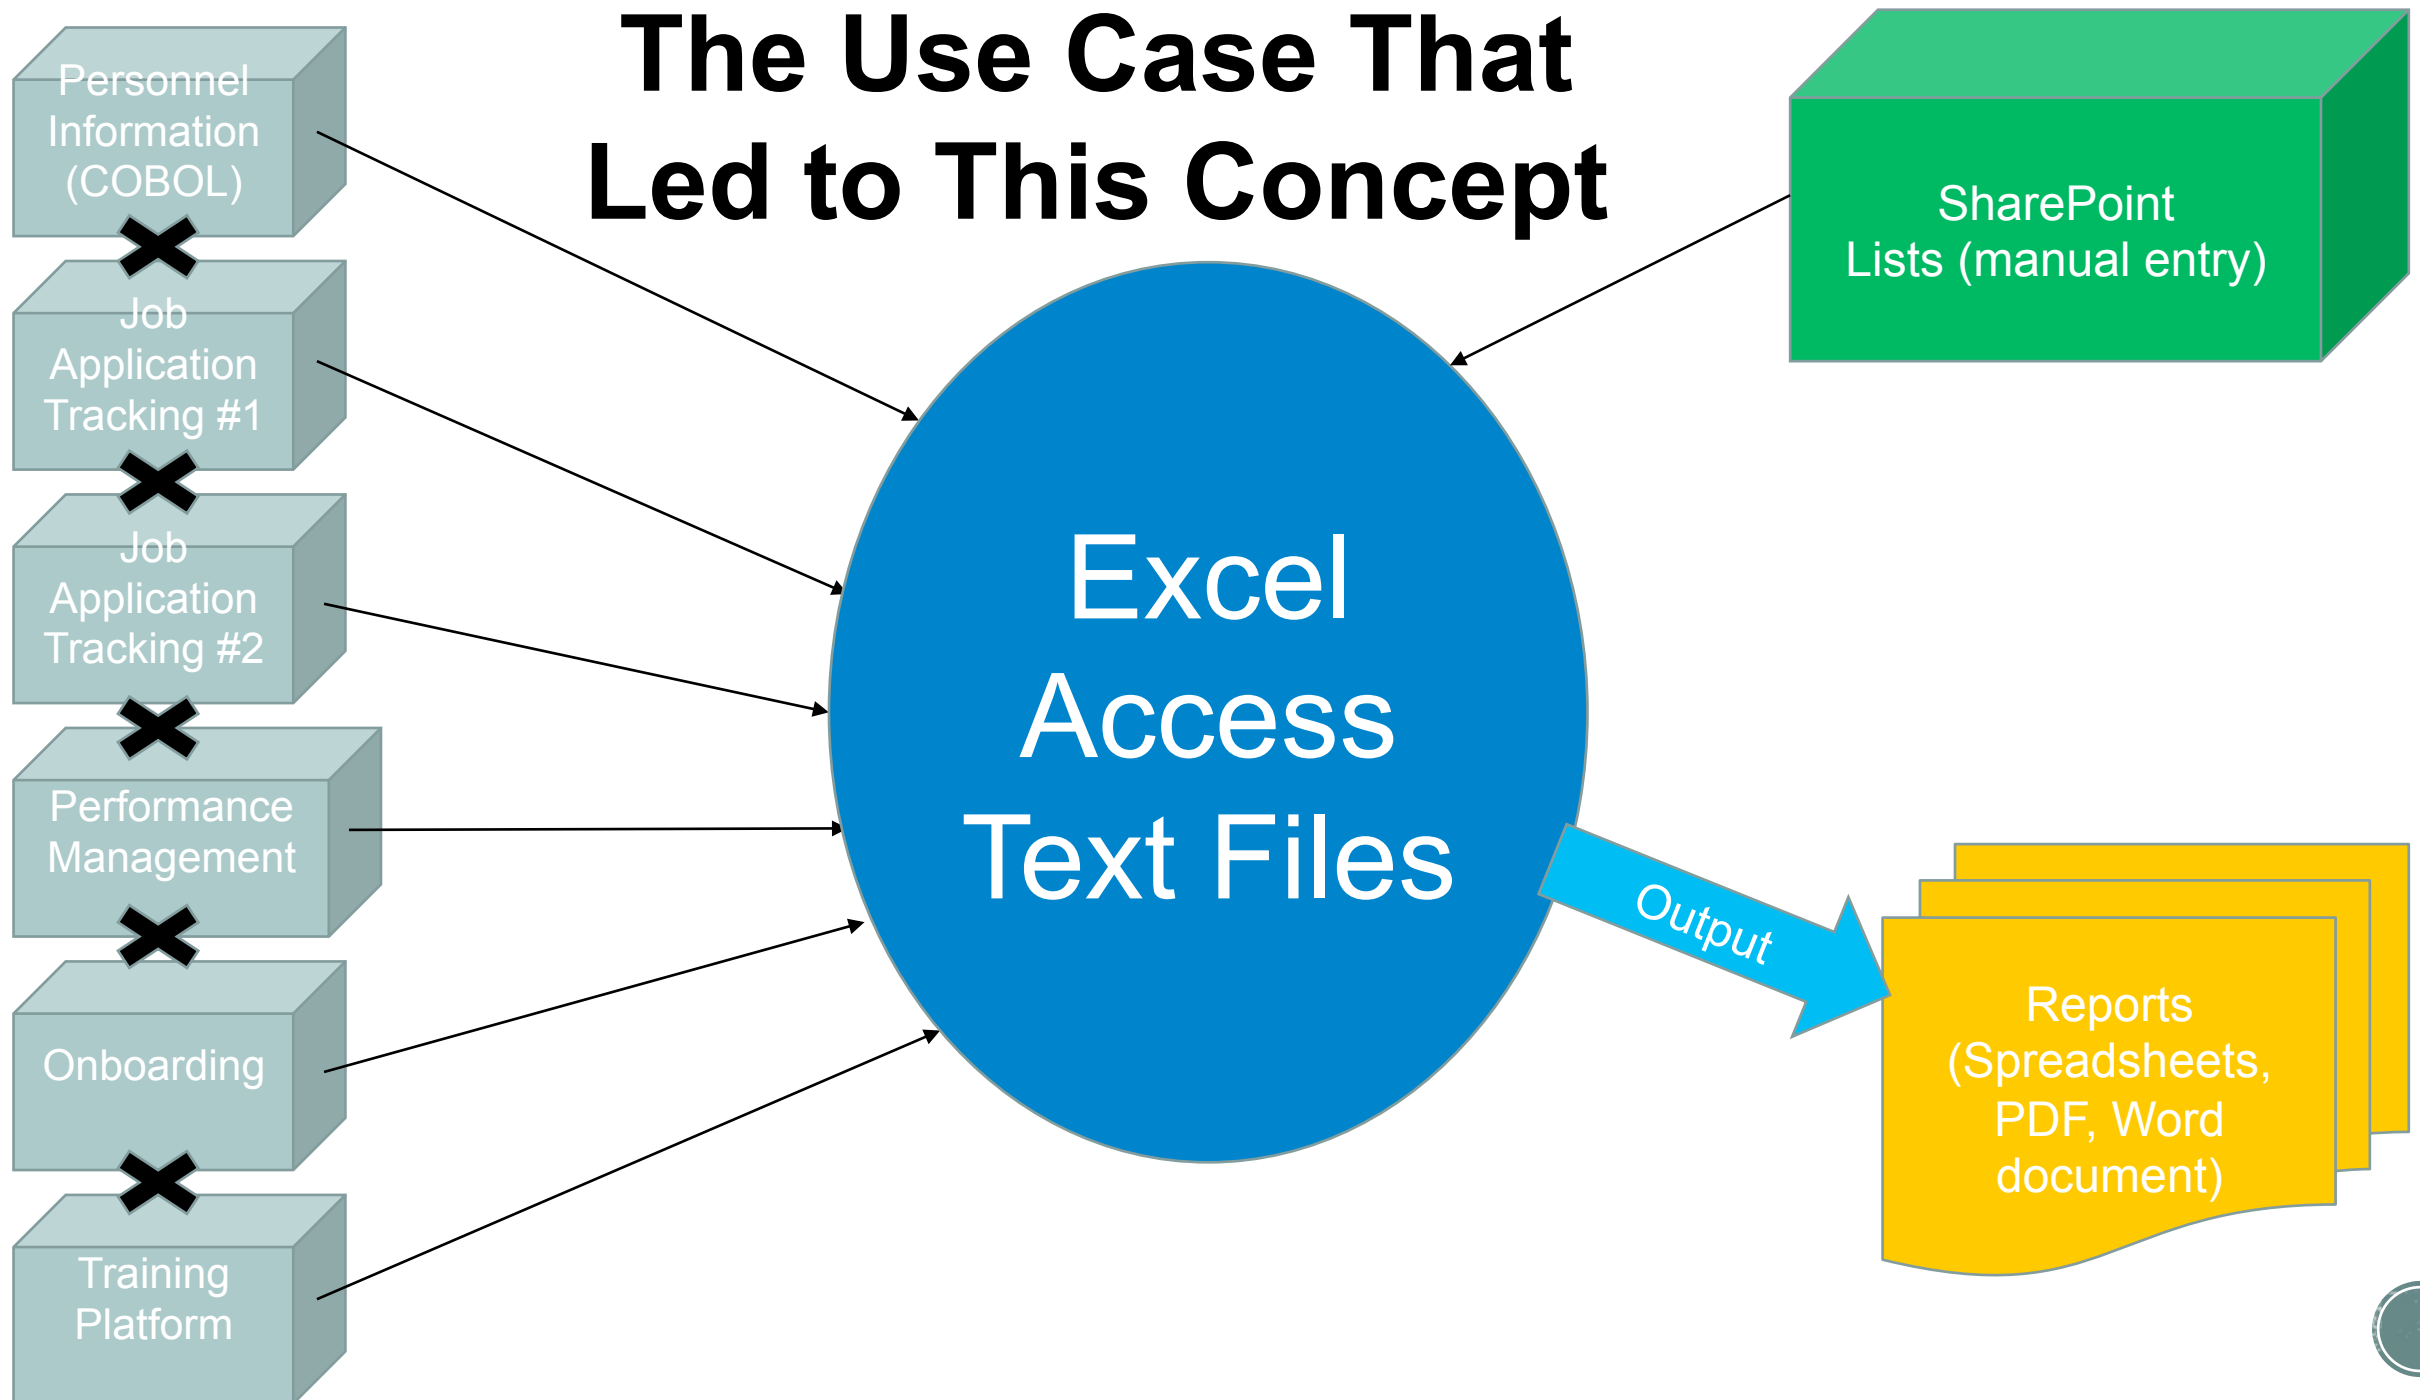 The Use Case That
Led to This Concept
Personnel
Information
(COBOL)
Job
Application
Tracking #1
Job
Application
Tracking #2
Performance
Management
Onboarding
Training
Platform
Excel
Access
Text Files
SharePoint
Lists (manual entry)
Output
Reports
(Spreadsheets,
PDF, Word
document)